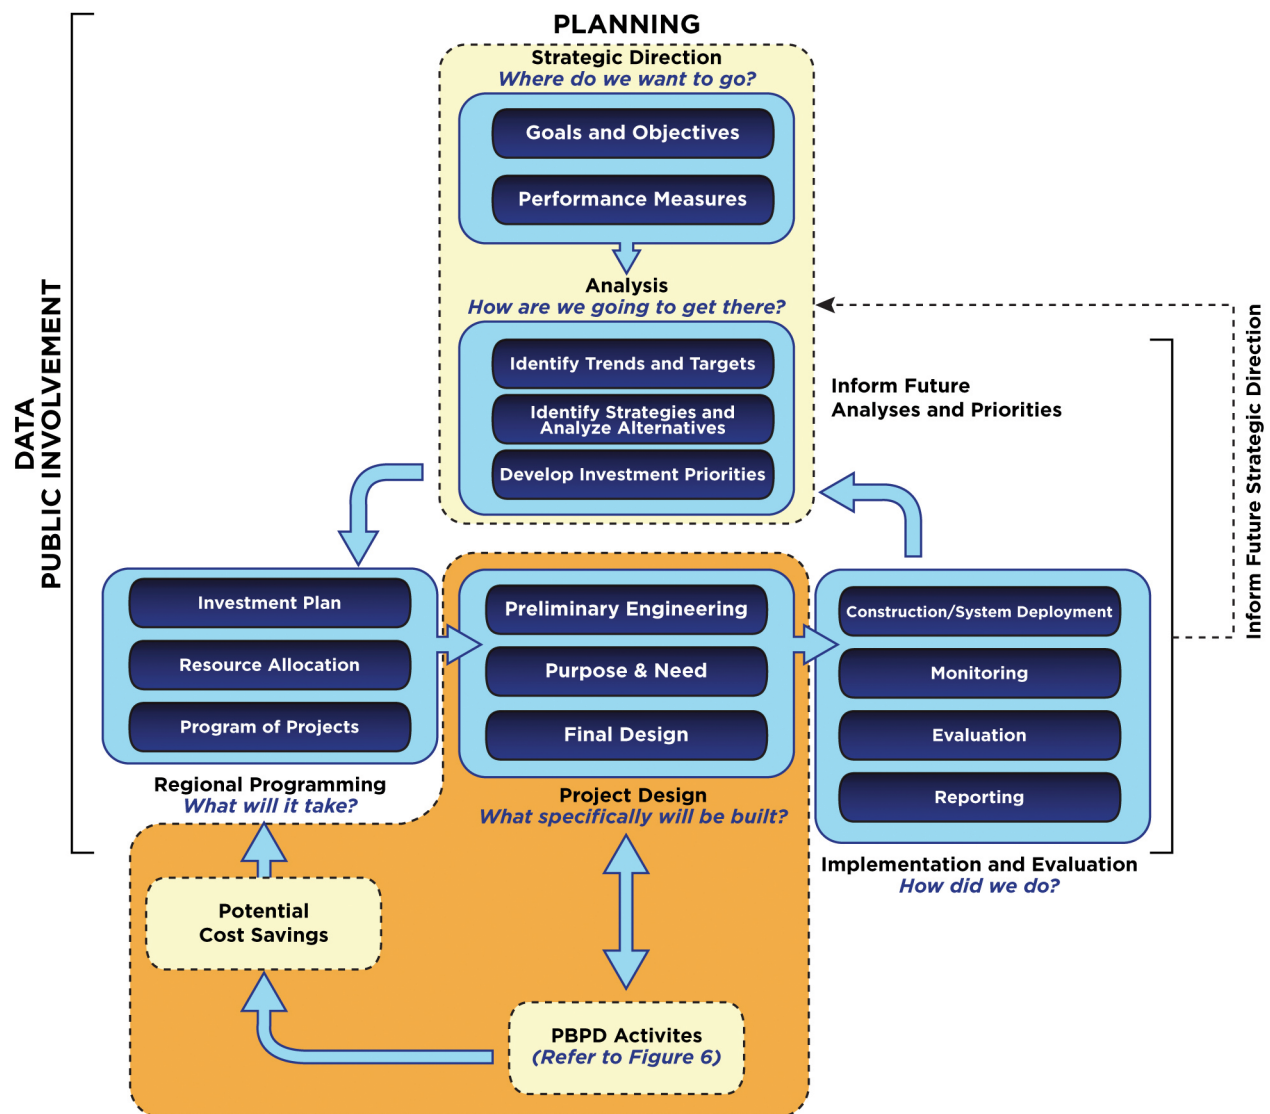 PLANNING
Strategic Direction
Where do we want to go?
Goals and Objectives
Performance Measures
Analysis
How are we going to get there?
Identify Trends and Targets
Identify Strategies and
Analyze Alternatives
Develop Investment Priorities
DATA
PUBLIC INVOLVEMENT
Inform Future
Analyses and Priorities
Inform Future Strategic Direction
Investment Plan
Resource Allocation
Program of Projects
Regional Programming
What will it take?
Preliminary Engineering
Purpose & Need
Final Design
Project Design
What specifically will be built?
Construction/System Deployment
Monitoring
Evaluation
Reporting
Implementation and Evaluation
How did we do?
Potential
Cost Savings
PBPD Activites
(Refer to Figure 6)